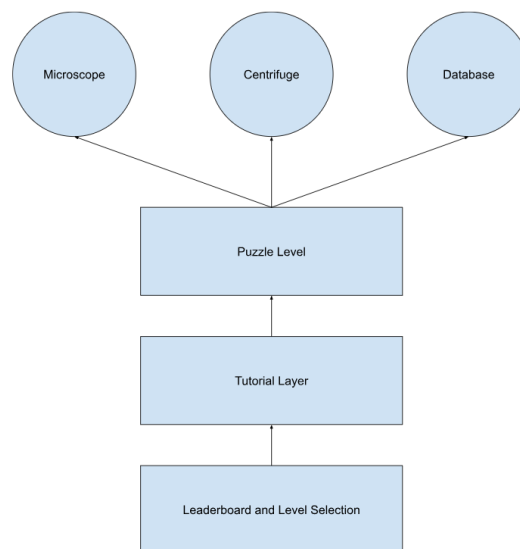 Microscope
Centrifuge
Database
Puzzle Level
Tutorial Layer
Leaderboard and Level Selection